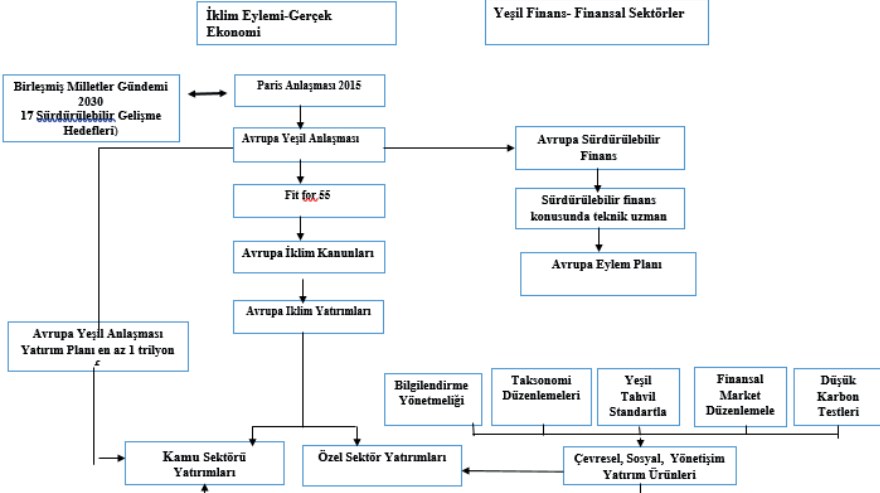 İklim Eylemi-Gerçek
Ekonomi
Yeşil Finans- Finansal Sektörler
Birleşmiş Milletler Gündemi
2030
17 Sürdürülebilir Gelişme
Hedefleri)
Paris Anlaşması 2015
Avrupa Yeşil Anlaşması
Avrupa Sürdürülebilir
Finans
Fit for 55
Sürdürülebilir finans
konusunda teknik uzman
Avrupa İklim Kanunları
Avrupa Eylem Planı
Avrupa Iklim Yatırımları
Avrupa Yeşil Anlaşması
Yatırım Planı en az 1 trilyon
£
Bilgilendirme
Yönetmeliği
Taksonomi
Düzenlemeleri
Yeşil
Tahvil
Standartla
Finansal
Market
Düzenlemele
Düşük
Karbon
Testleri
Kamu Sektörü
Yatırımları
Özel Sektör Yatırımları
Çevresel, Sosyal, Yönetişim
Yatırım Ürünleri